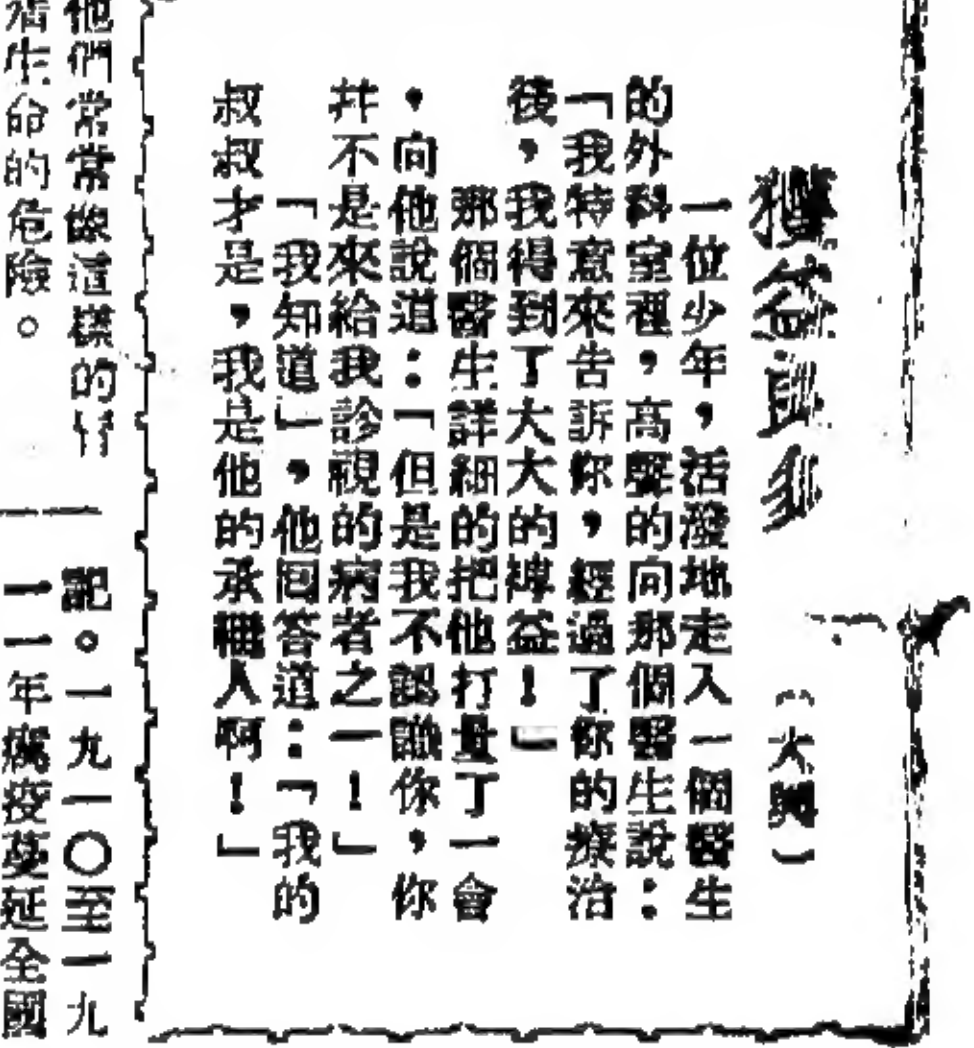 獲益匪尠
（大興）
一位少年，活潑地走入一個醫生
的外科室裡，高聲的向那個醫生說：
「我特意來告訴你，經過了你的療治
後，我得到了大大的裨益！」
那個醫生詳細的把他打量了一會
，向他說道：「但是我不認識你，你
并不是來給我診視的病者之一！」
「我知道」，他回答道：「我的
叔叔才是，我是他的承繼人啊！」
他們常常做這樣的
生命的危險。
記。一九一〇至一九
一一年癘疫蔓延全國